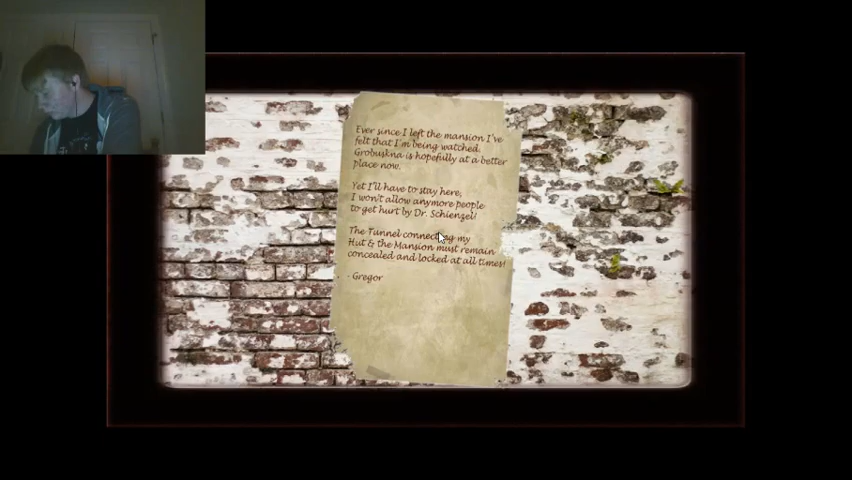 Ever since I left the mansion I've
felt that I'm being watched.
Grobuskna is hopefully at a better
place now.
Yet I'll have to stay here,
I won't allow anymore people
to get hurt by Dr. Schienzel!
The Tunnel connecting my
Hut & the Mansion must remain
concealed and locked at all times!
- Gregor